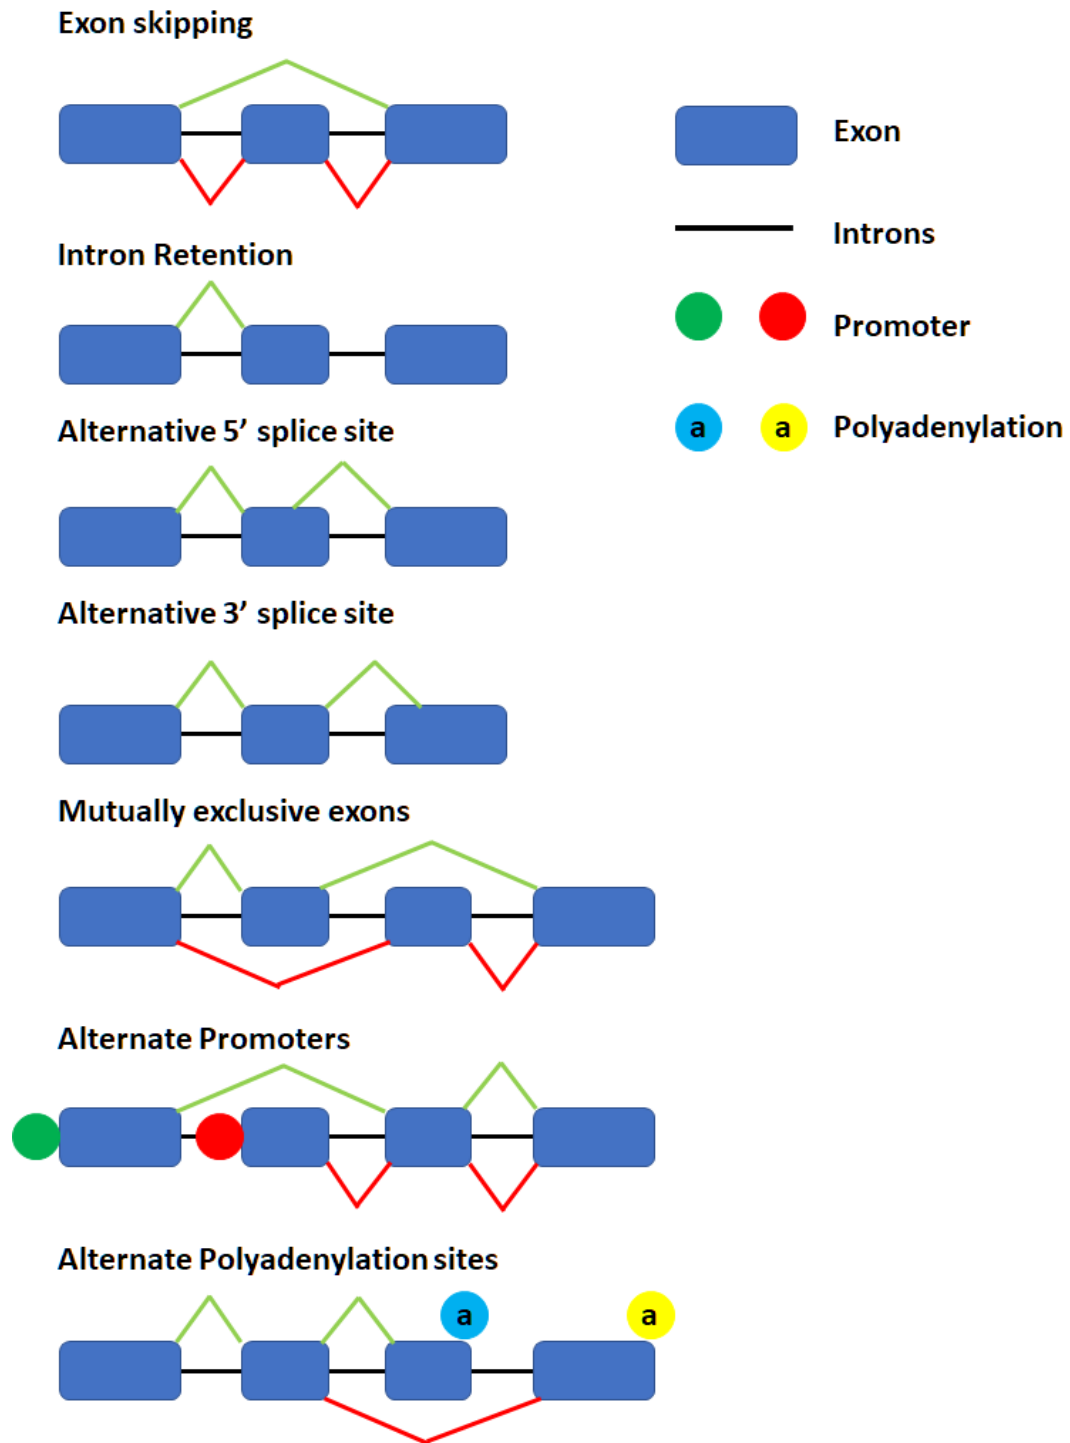 Exon skipping
Exon
Introns
Intron Retention
Promoter
Alternative 5’ splice site
a a Polyadenylation
Alternative 3’ splice site
Mutually exclusive exons
Alternate Promoters
Alternate Polyadenylation sites
a a